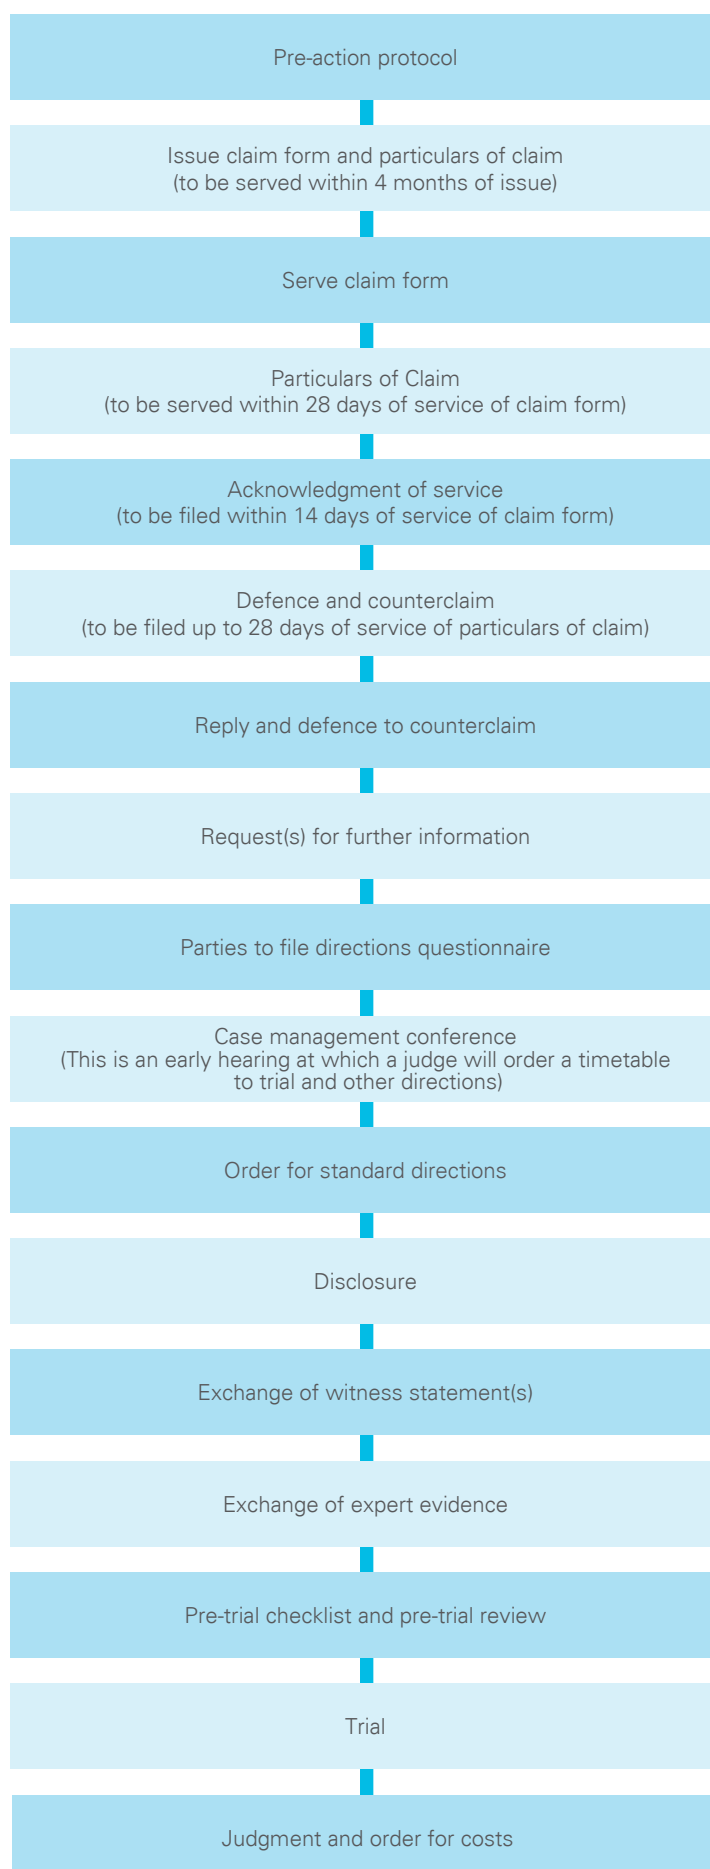 Pre-action protocol
Issue claim form and particulars of claim
(to be served within 4 months of issue)
Serve claim form
Particulars of Claim
(to be served within 28 days of service of claim form)
Acknowledgment of service
(to be filed within 14 days of service of claim form)
Defence and counterclaim
(to be filed up to 28 days of service of particulars of claim)
Reply and defence to counterclaim
Request(s) for further information
Parties to file directions questionnaire
Case management conference
(This is an early hearing at which a judge will order a timetable
to trial and other directions)
Order for standard directions
Disclosure
Exchange of witness statement(s)
Exchange of expert evidence
Pre-trial checklist and pre-trial review
Trial
Judgment and order for costs